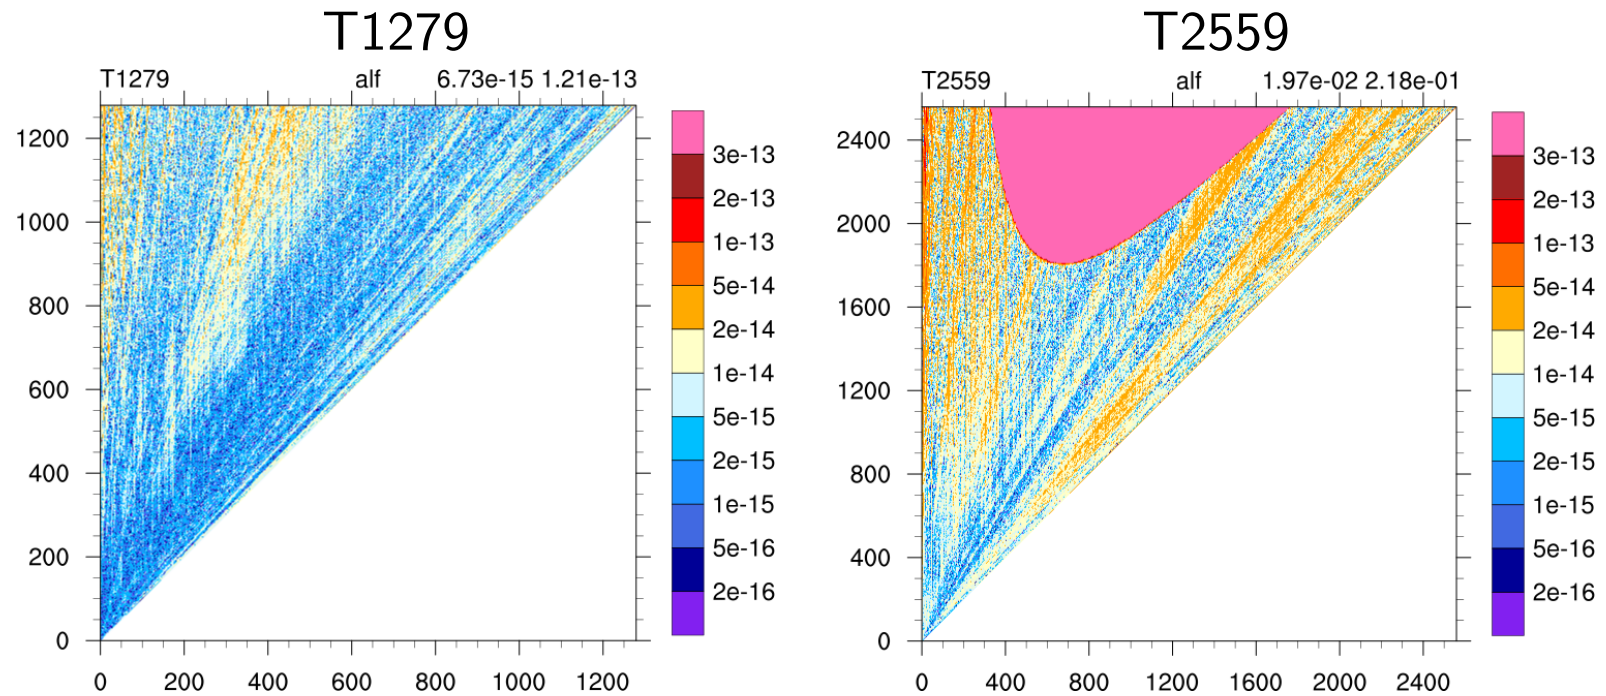 T1279
T1279 alf 6.73e-15 1.21e-13
1200
1000
800
600
400
200
0
0 200 400 600 800 1000 1200
3e-13
2e-13
1e-13
5e-14
2e-14
1e-14
5e-15
2e-15
1e-15
5e-16
2e-16
T2559
T2559 alf 1.97e-02 2.18e-01
2400
2000
1600
1200
800
400
0
0 400 800 1200 1600 2000 2400
3e-13
2e-13
1e-13
5e-14
2e-14
1e-14
5e-15
2e-15
1e-15
5e-16
2e-16